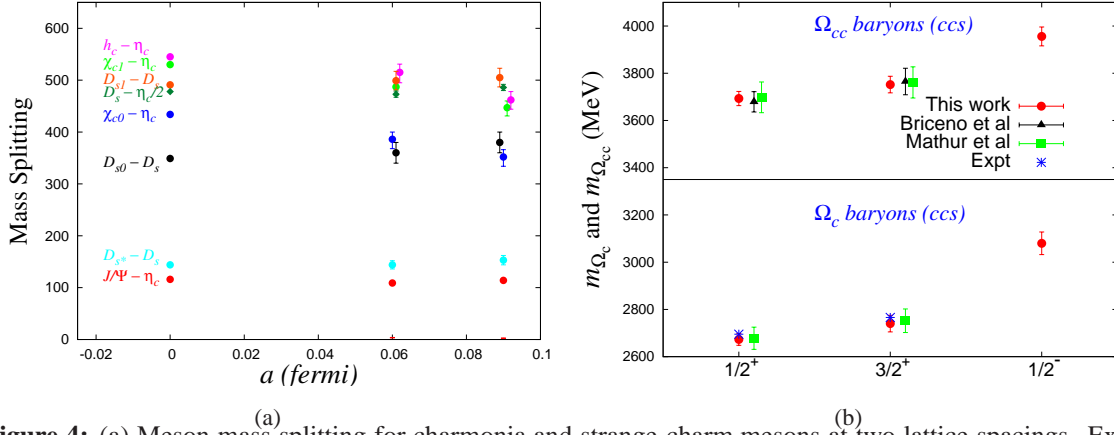 600
500
400
300
200
100
0
Mass Splitting
h_c − η_c
χ_c1 − η_c
D_s1 − D_s
D_s − η_c/2
χ_c0 − η_c
D_s0 − D_s
D_s* − D_s
J/Ψ − η_c
-0.02 0 0.02 0.04 0.06 0.08 0.1
a (fermi)
(a)
m_Ω_c and m_Ω_cc (MeV)
4000
3800
3600
3400
3200
3000
2800
2600
Ω_cc baryons (ccs)
This work
Briceno et al
Mathur et al
Expt
Ω_c baryons (ccs)
1/2⁺ 3/2⁺ 1/2⁻
(b)
Figure 4: (a) Meson mass splitting for charmonia and strange charm mesons at two lattice spacings.